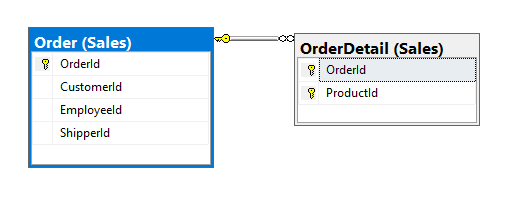 Order (Sales)
OrderId
CustomerId
EmployeeId
ShipperId
OrderDetail (Sales)
OrderId
ProductId